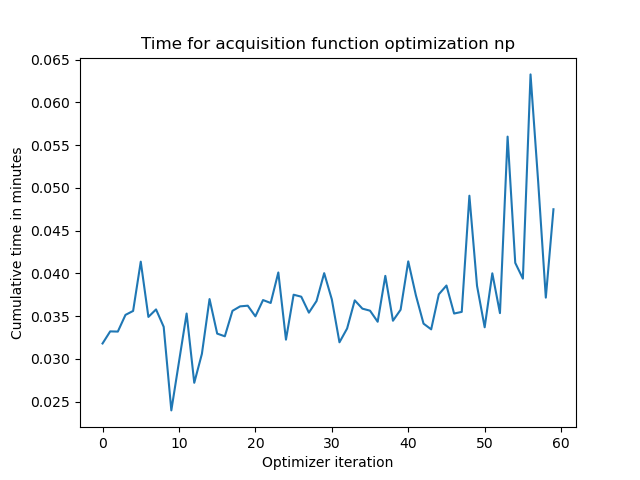 Time for acquisition function optimization np
Cumulative time in minutes
0.065
0.060
0.055
0.050
0.045
0.040
0.035
0.030
0.025
0 10 20 30 40 50 60
Optimizer iteration